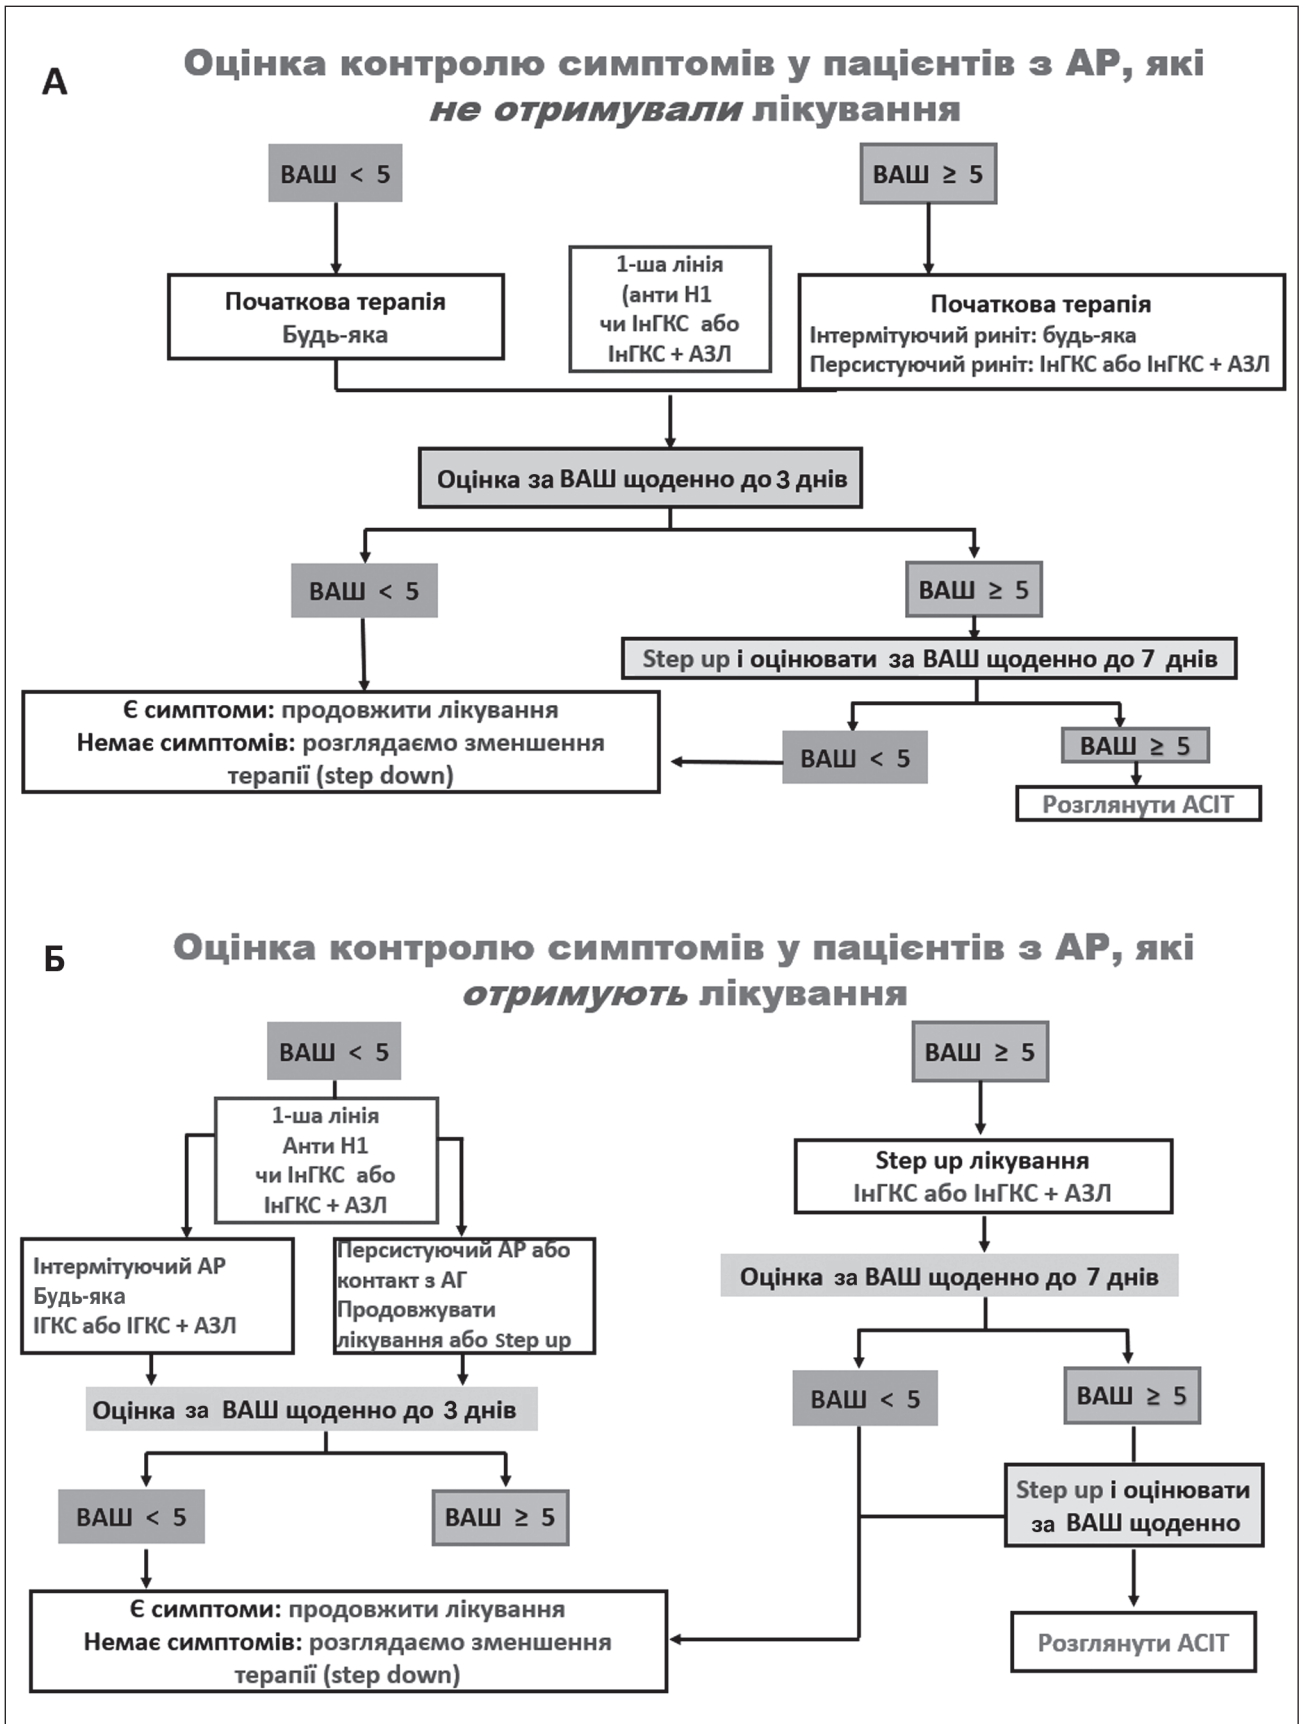 А
Оцінка контролю симптомів у пацієнтів з АР, які
не отримували лікування
ВАШ < 5
ВАШ ≥ 5
Початкова терапія
Будь-яка
1-ша лінія
(анти Н1
чи ІнГКС або
ІнГКС + АЗЛ
Початкова терапія
Інтермітуючий риніт: будь-яка
Персистуючий риніт: ІнГКС або ІнГКС + АЗЛ
Оцінка за ВАШ щоденно до 3 днів
ВАШ < 5
ВАШ ≥ 5
Step up і оцінювати за ВАШ щоденно до 7 днів
Є симптоми: продовжити лікування
Немає симптомів: розглядаємо зменшення
терапії (step down)
ВАШ < 5
ВАШ ≥ 5
Розглянути АСІТ
Б
Оцінка контролю симптомів у пацієнтів з АР, які
отримують лікування
ВАШ < 5
ВАШ ≥ 5
1-ша лінія
Анти Н1
чи ІнГКС або
ІнГКС + АЗЛ
Step up лікування
ІнГКС або ІнГКС + АЗЛ
Інтермітуючий АР
Будь-яка
ІГКС або ІГКС + АЗЛ
Персистуючий АР або
контакт з АГ
Продовжувати
лікування або Step up
Оцінка за ВАШ щоденно до 7 днів
Оцінка за ВАШ щоденно до 3 днів
ВАШ < 5
ВАШ ≥ 5
ВАШ < 5
ВАШ ≥ 5
Step up і оцінювати
за ВАШ щоденно
Є симптоми: продовжити лікування
Немає симптомів: розглядаємо зменшення
терапії (step down)
Розглянути АСІТ